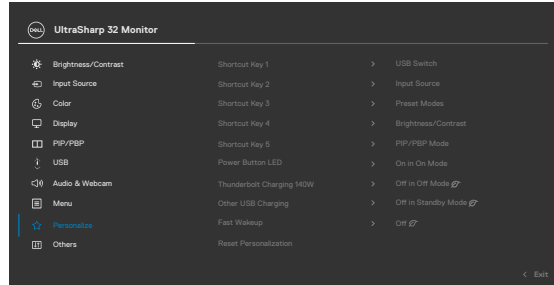 DELL UltraSharp 32 Monitor
Brightness/Contrast Shortcut Key 1 > USB Switch
Input Source Shortcut Key 2 > Input Source
Color Shortcut Key 3 > Preset Modes
Display Shortcut Key 4 > Brightness/Contrast
PIP/PBP Shortcut Key 5 > PIP/PBP Mode
USB Power Button LED > On in On Mode
Audio & Webcam Thunderbolt Charging 140W > Off in Off Mode
Menu Other USB Charging > Off in Standby Mode
Personalize Fast Wakeup > Off
Others Reset Personalization
< Exit